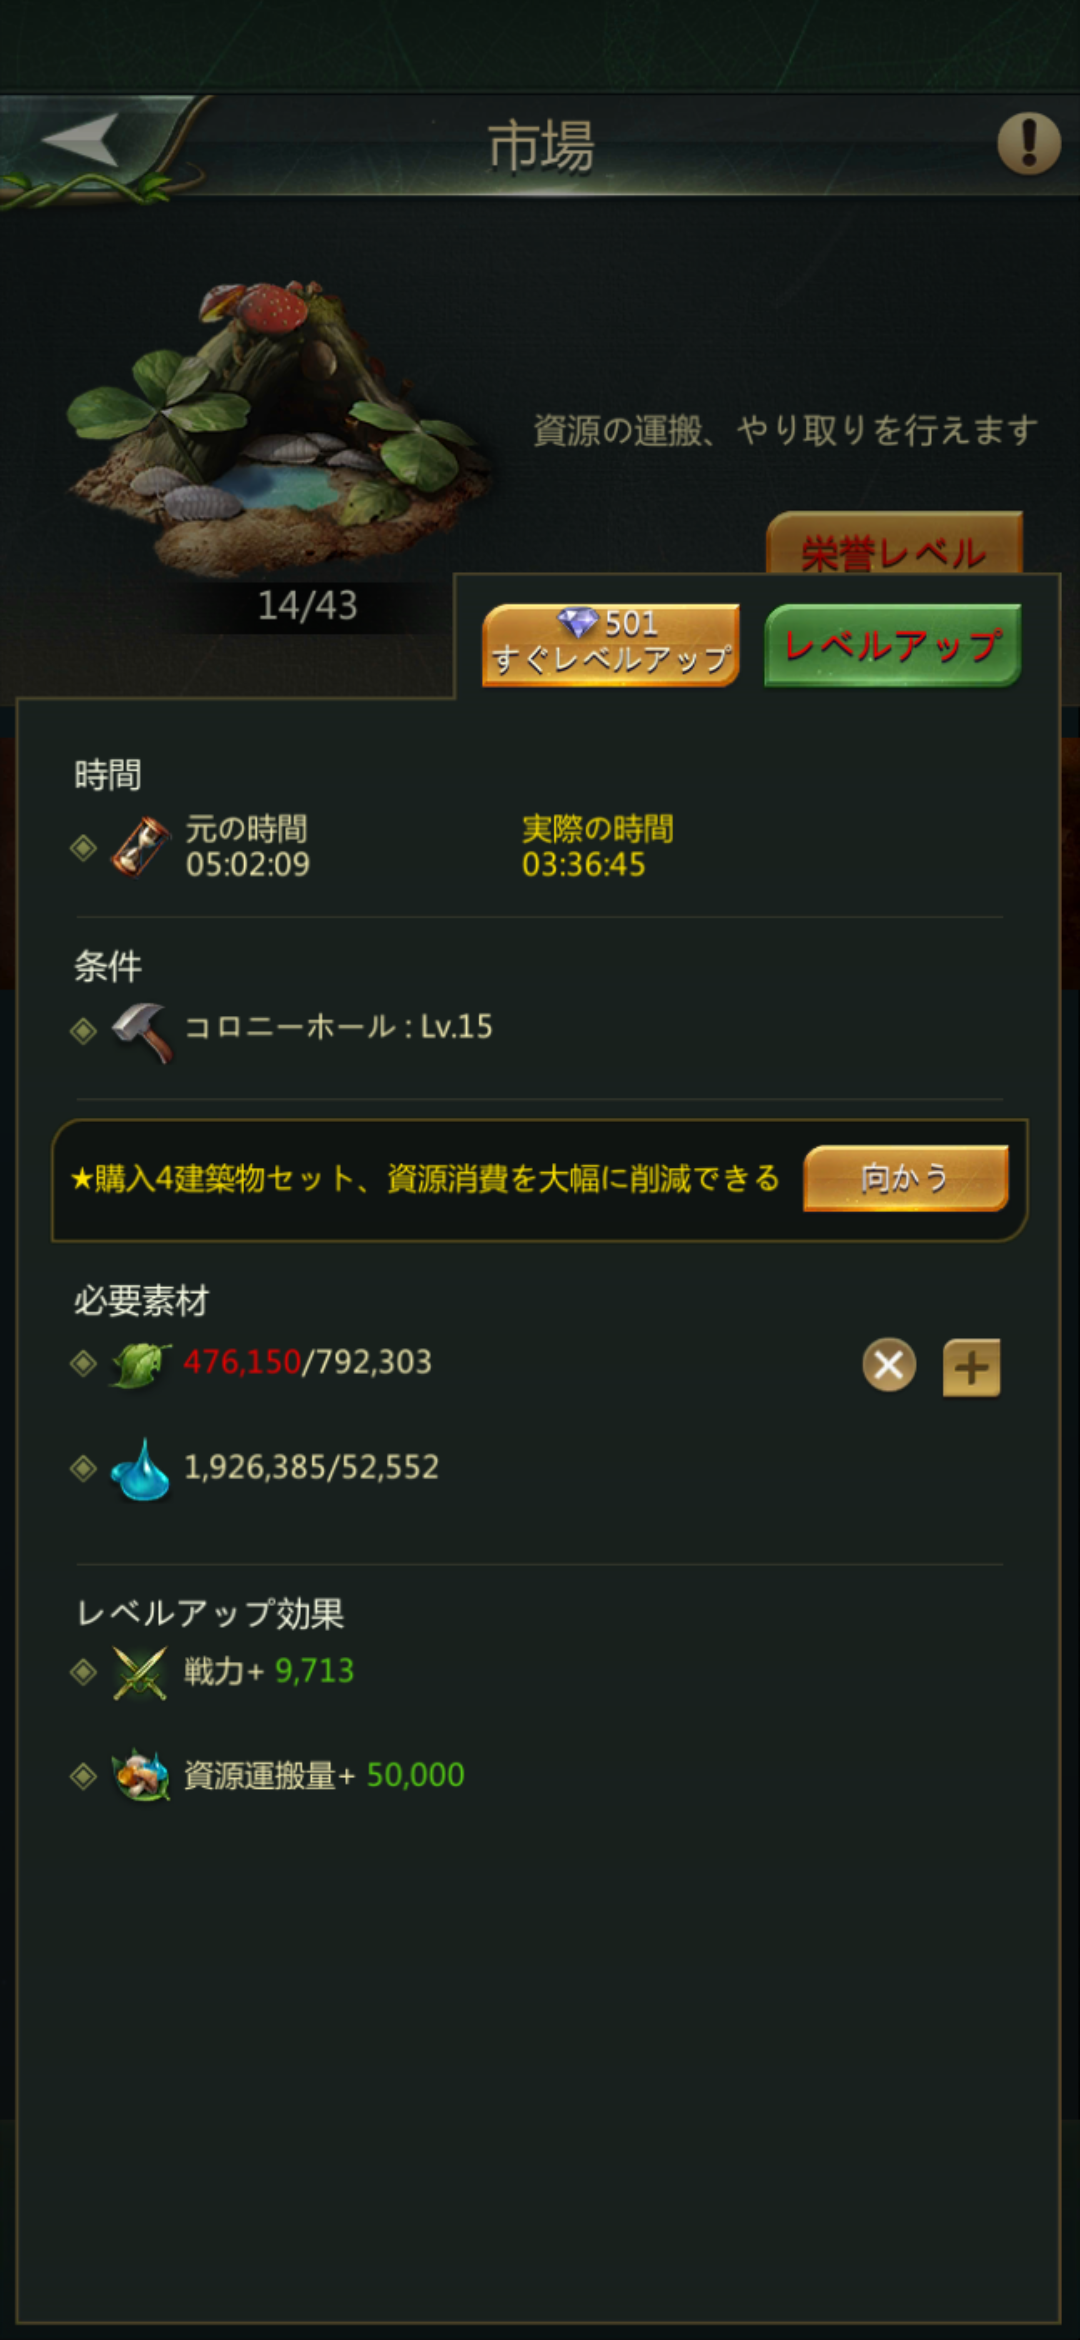 市場
資源の運搬、やり取りを行えます
栄誉レベル
14/43
501
すぐレベルアップ
レベルアップ
時間
元の時間
実際の時間
05:02:09
03:36:45
条件
コロニーホール : Lv.15
★購入4建築物セット、資源消費を大幅に削減できる
向かう
必要素材
476,150/792,303
1,926,385/52,552
レベルアップ効果
戦力+ 9,713
資源運搬量+ 50,000